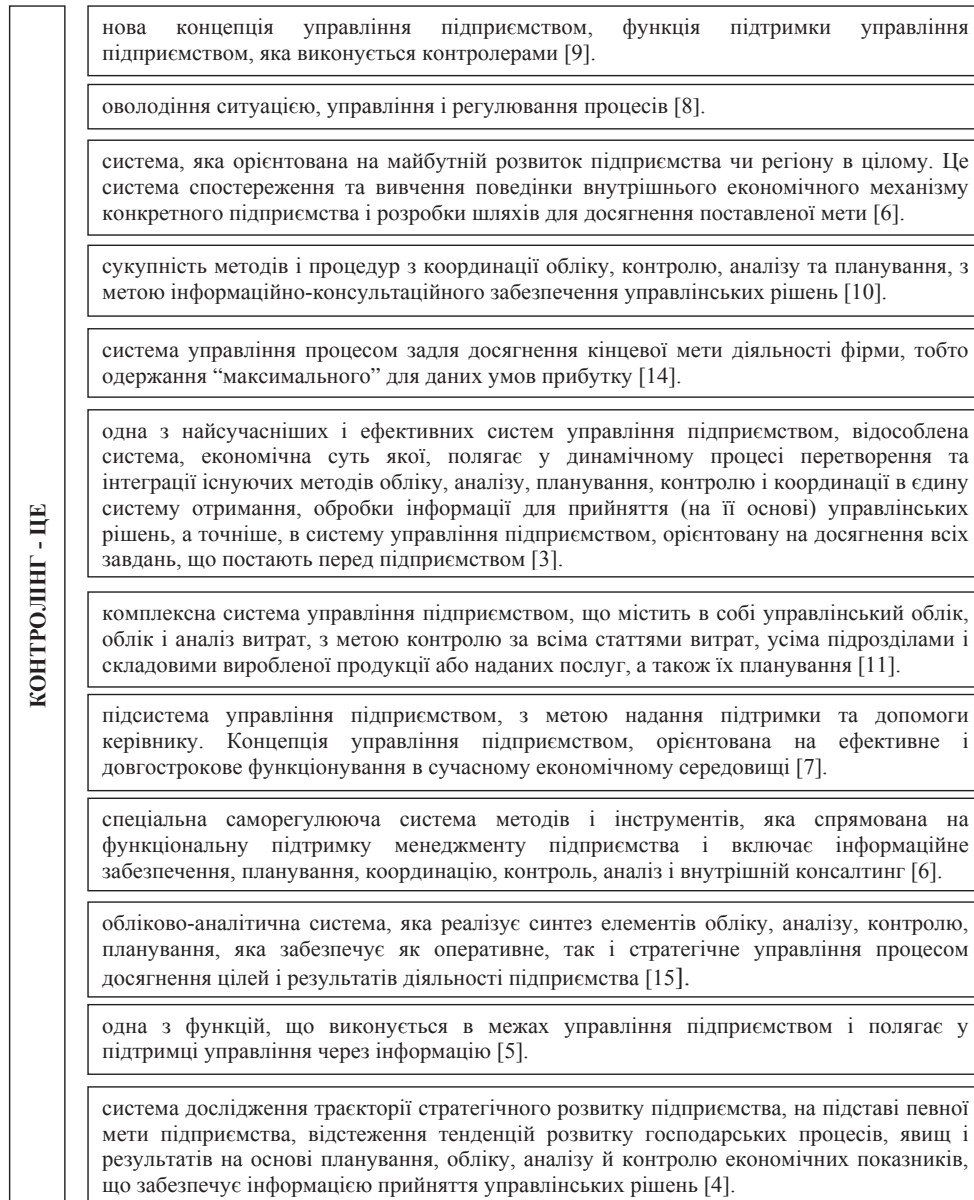 КОНТРОЛІНГ - ЦЕ
нова концепція управління підприємством, функція підтримки управління
підприємством, яка виконується контролерами [9].
оволодіння ситуацією, управління і регулювання процесів [8].
система, яка орієнтована на майбутній розвиток підприємства чи регіону в цілому. Це
система спостереження та вивчення поведінки внутрішнього економічного механізму
конкретного підприємства і розробки шляхів для досягнення поставленої мети [6].
сукупність методів і процедур з координації обліку, контролю, аналізу та планування, з
метою інформаційно-консультаційного забезпечення управлінських рішень [10].
система управління процесом задля досягнення кінцевої мети діяльності фірми, тобто
одержання “максимального” для даних умов прибутку [14].
одна з найсучасніших і ефективних систем управління підприємством, відособлена
система, економічна суть якої, полягає у динамічному процесі перетворення та
інтеграції існуючих методів обліку, аналізу, планування, контролю і координації в єдину
систему отримання, обробки інформації для прийняття (на її основі) управлінських
рішень, а точніше, в систему управління підприємством, орієнтовану на досягнення всіх
завдань, що постають перед підприємством [3].
комплексна система управління підприємством, що містить в собі управлінський облік,
облік і аналіз витрат, з метою контролю за всіма статтями витрат, усіма підрозділами і
складовими виробленої продукції або наданих послуг, а також їх планування [11].
підсистема управління підприємством, з метою надання підтримки та допомоги
керівнику. Концепція управління підприємством, орієнтована на ефективне і
довгострокове функціонування в сучасному економічному середовищі [7].
спеціальна саморегулююча система методів і інструментів, яка спрямована на
функціональну підтримку менеджменту підприємства і включає інформаційне
забезпечення, планування, координацію, контроль, аналіз і внутрішній консалтинг [6].
обліково-аналітична система, яка реалізує синтез елементів обліку, аналізу, контролю,
планування, яка забезпечує як оперативне, так і стратегічне управління процесом
досягнення цілей і результатів діяльності підприємства [15].
одна з функцій, що виконується в межах управління підприємством і полягає у
підтримці управління через інформацію [5].
система дослідження траєкторії стратегічного розвитку підприємства, на підставі певної
мети підприємства, відстеження тенденцій розвитку господарських процесів, явищ і
результатів на основі планування, обліку, аналізу й контролю економічних показників,
що забезпечує інформацією прийняття управлінських рішень [4].